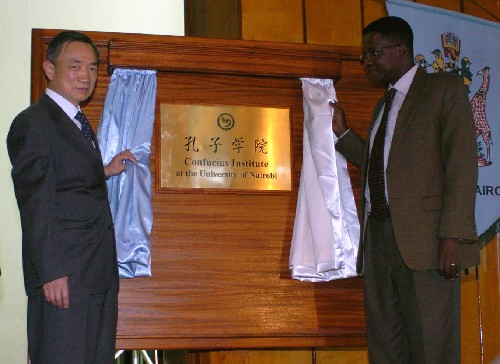 孔子学院
Confucius Institute
at the University of Nairobi